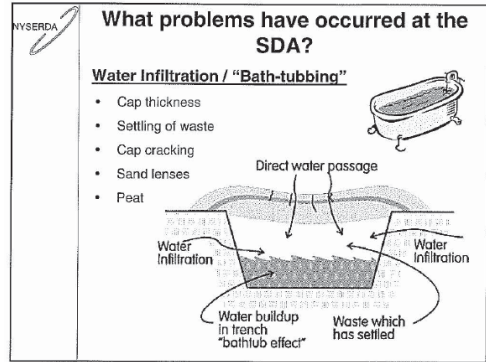 NYSERDA
What problems have occurred at the
SDA?
Water Infiltration / "Bath-tubbing"
• Cap thickness
• Settling of waste
• Cap cracking
• Sand lenses
• Peat
Direct water passage
Water
Infiltration
Water
Infiltration
Water buildup
in trench
"bathtub effect"
Waste which
has settled